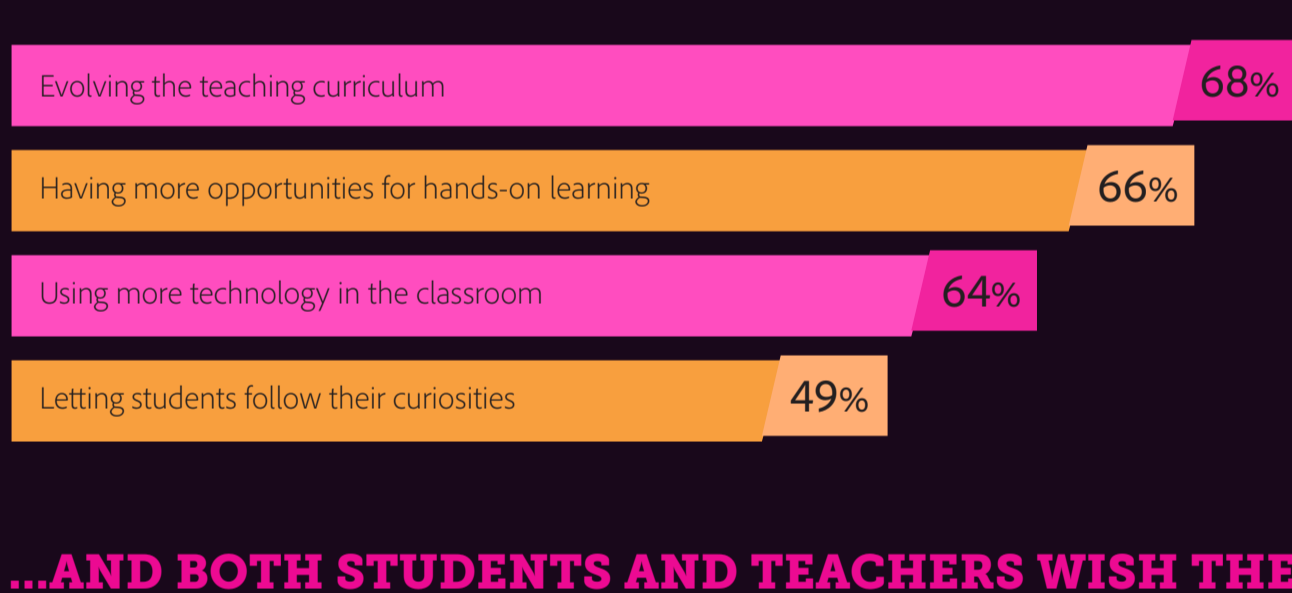 Evolving the teaching curriculum 68%
Having more opportunities for hands-on learning 66%
Using more technology in the classroom 64%
Letting students follow their curiosities 49%
...AND BOTH STUDENTS AND TEACHERS WISH THE